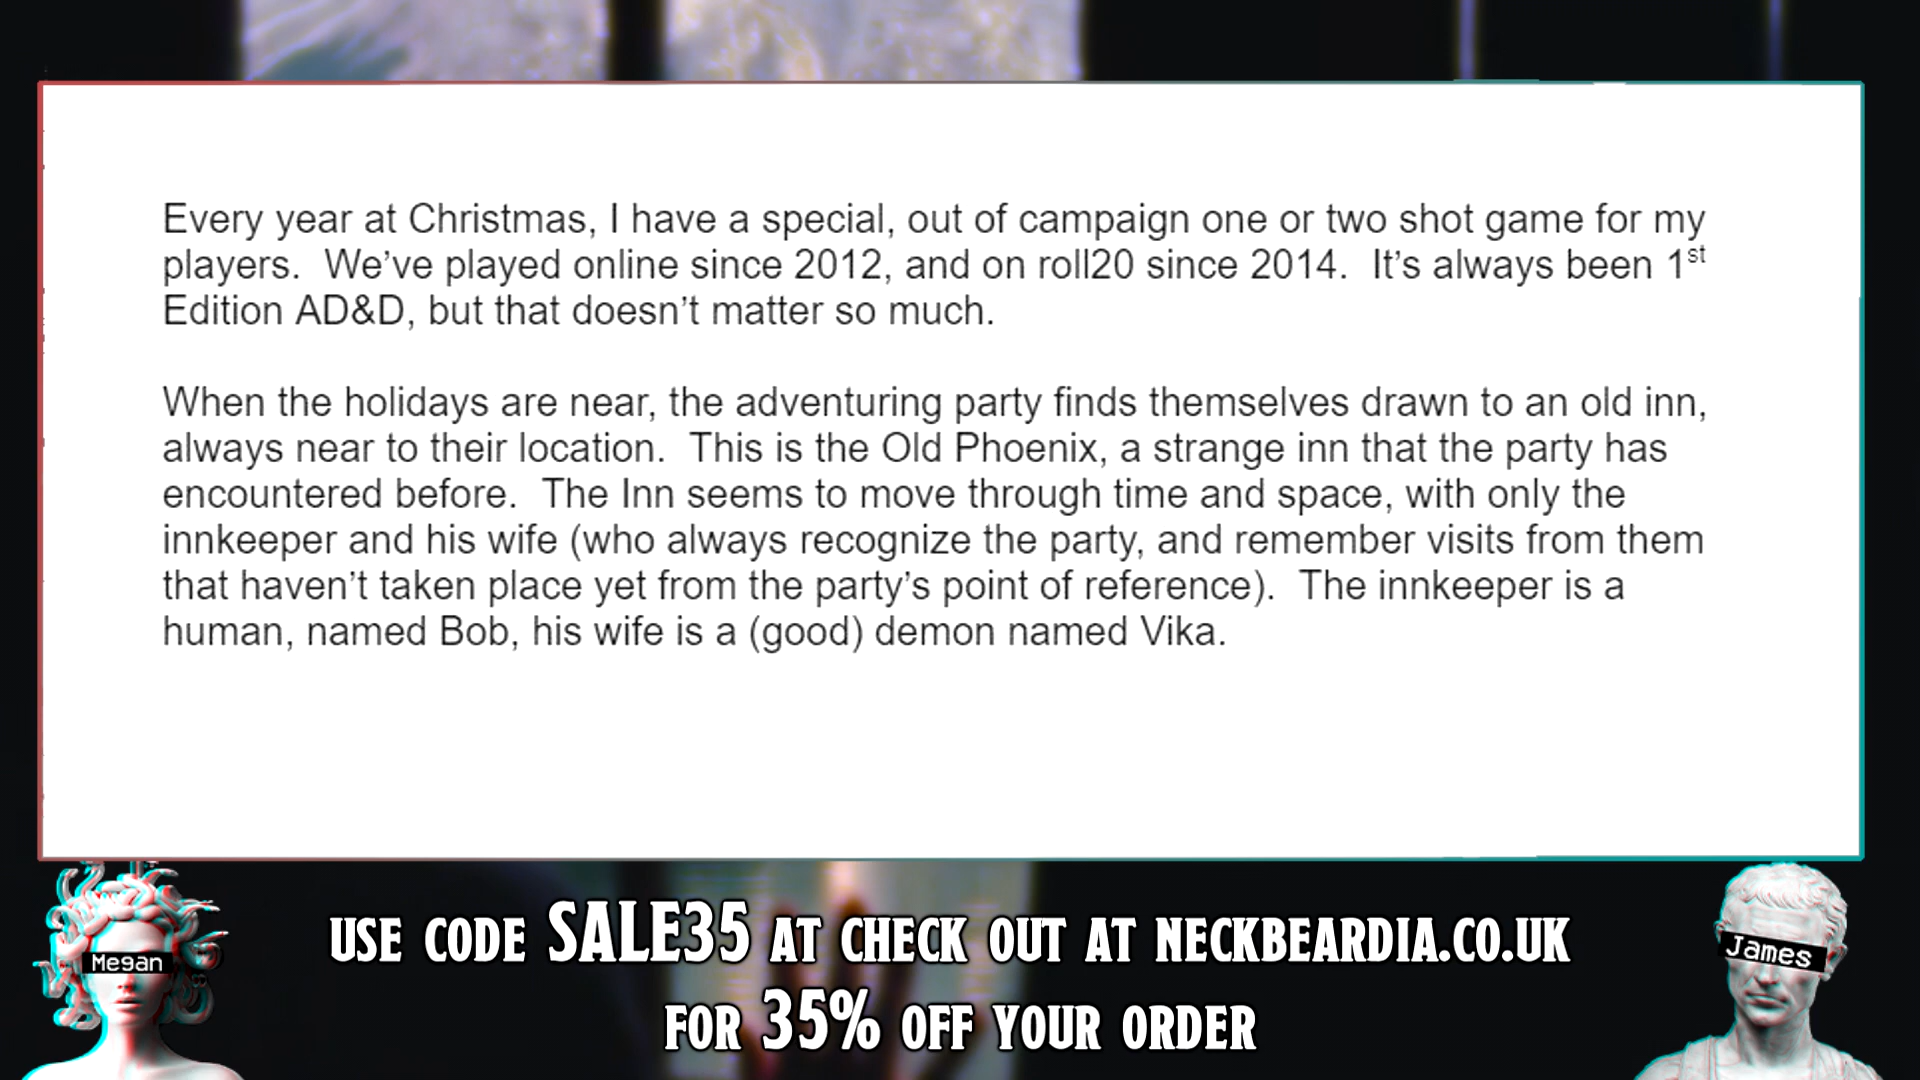 Every year at Christmas, I have a special, out of campaign one or two shot game for my
players.  We’ve played online since 2012, and on roll20 since 2014.  It’s always been 1st
Edition AD&D, but that doesn’t matter so much.
When the holidays are near, the adventuring party finds themselves drawn to an old inn,
always near to their location.  This is the Old Phoenix, a strange inn that the party has
encountered before.  The Inn seems to move through time and space, with only the
innkeeper and his wife (who always recognize the party, and remember visits from them
that haven’t taken place yet from the party’s point of reference).  The innkeeper is a
human, named Bob, his wife is a (good) demon named Vika.
Megan
James
USE CODE SALE35 AT CHECK OUT AT NECKBEARDIA.CO.UK
FOR 35% OFF YOUR ORDER